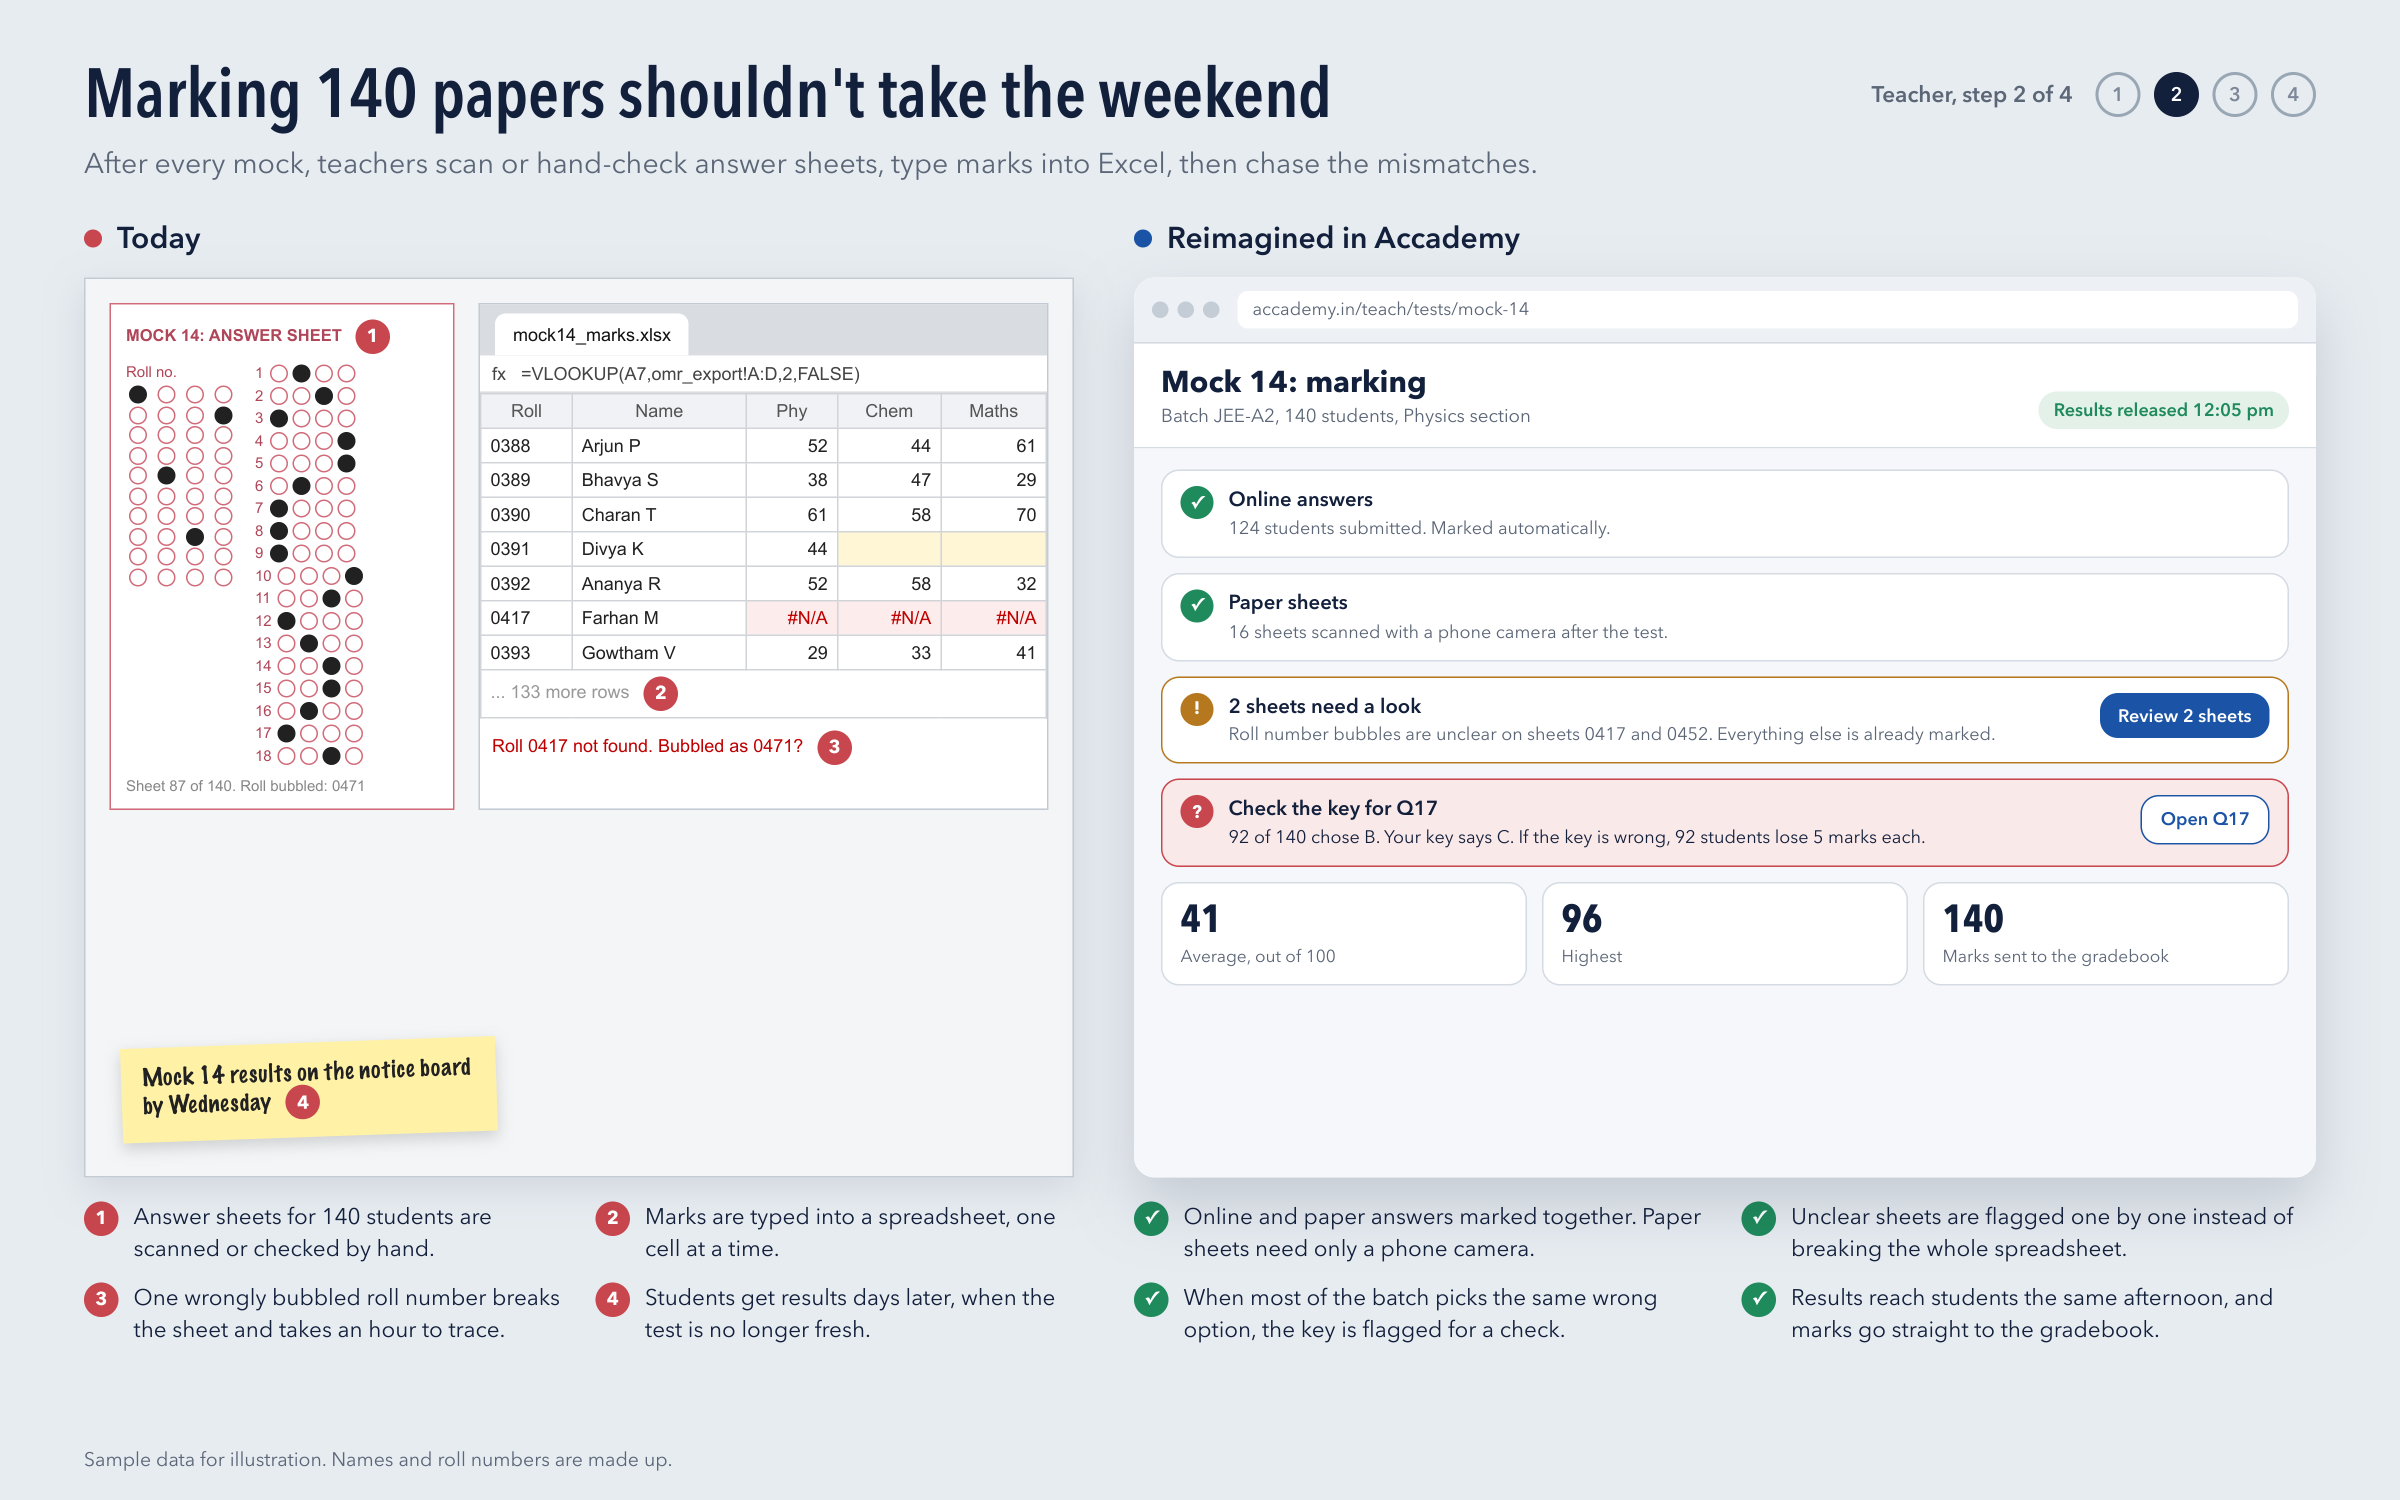 Marking 140 papers shouldn't take the weekend
Teacher, step 2 of 4 1 2 3 4
After every mock, teachers scan or hand-check answer sheets, type marks into Excel, then chase the mismatches.
Today
MOCK 14: ANSWER SHEET 1
Roll no.
1
2
3
4
5
6
7
8
9
10
11
12
13
14
15
16
17
18
Sheet 87 of 140. Roll bubbled: 0471
mock14_marks.xlsx
fx =VLOOKUP(A7,omr_export!A:D,2,FALSE)
Roll Name Phy Chem Maths
0388 Arjun P 52 44 61
0389 Bhavya S 38 47 29
0390 Charan T 61 58 70
0391 Divya K 44
0392 Ananya R 52 58 32
0417 Farhan M #N/A #N/A #N/A
0393 Gowtham V 29 33 41
... 133 more rows 2
Roll 0417 not found. Bubbled as 0471? 3
Mock 14 results on the notice board
by Wednesday 4
1 Answer sheets for 140 students are
scanned or checked by hand.
2 Marks are typed into a spreadsheet, one
cell at a time.
3 One wrongly bubbled roll number breaks
the sheet and takes an hour to trace.
4 Students get results days later, when the
test is no longer fresh.
Reimagined in Accademy
accademy.in/teach/tests/mock-14
Mock 14: marking
Batch JEE-A2, 140 students, Physics section
Results released 12:05 pm
✓ Online answers
124 students submitted. Marked automatically.
✓ Paper sheets
16 sheets scanned with a phone camera after the test.
! 2 sheets need a look
Roll number bubbles are unclear on sheets 0417 and 0452. Everything else is already marked.
Review 2 sheets
? Check the key for Q17
92 of 140 chose B. Your key says C. If the key is wrong, 92 students lose 5 marks each.
Open Q17
41
Average, out of 100
96
Highest
140
Marks sent to the gradebook
✓ Online and paper answers marked together. Paper
sheets need only a phone camera.
✓ Unclear sheets are flagged one by one instead of
breaking the whole spreadsheet.
✓ When most of the batch picks the same wrong
option, the key is flagged for a check.
✓ Results reach students the same afternoon, and
marks go straight to the gradebook.
Sample data for illustration. Names and roll numbers are made up.